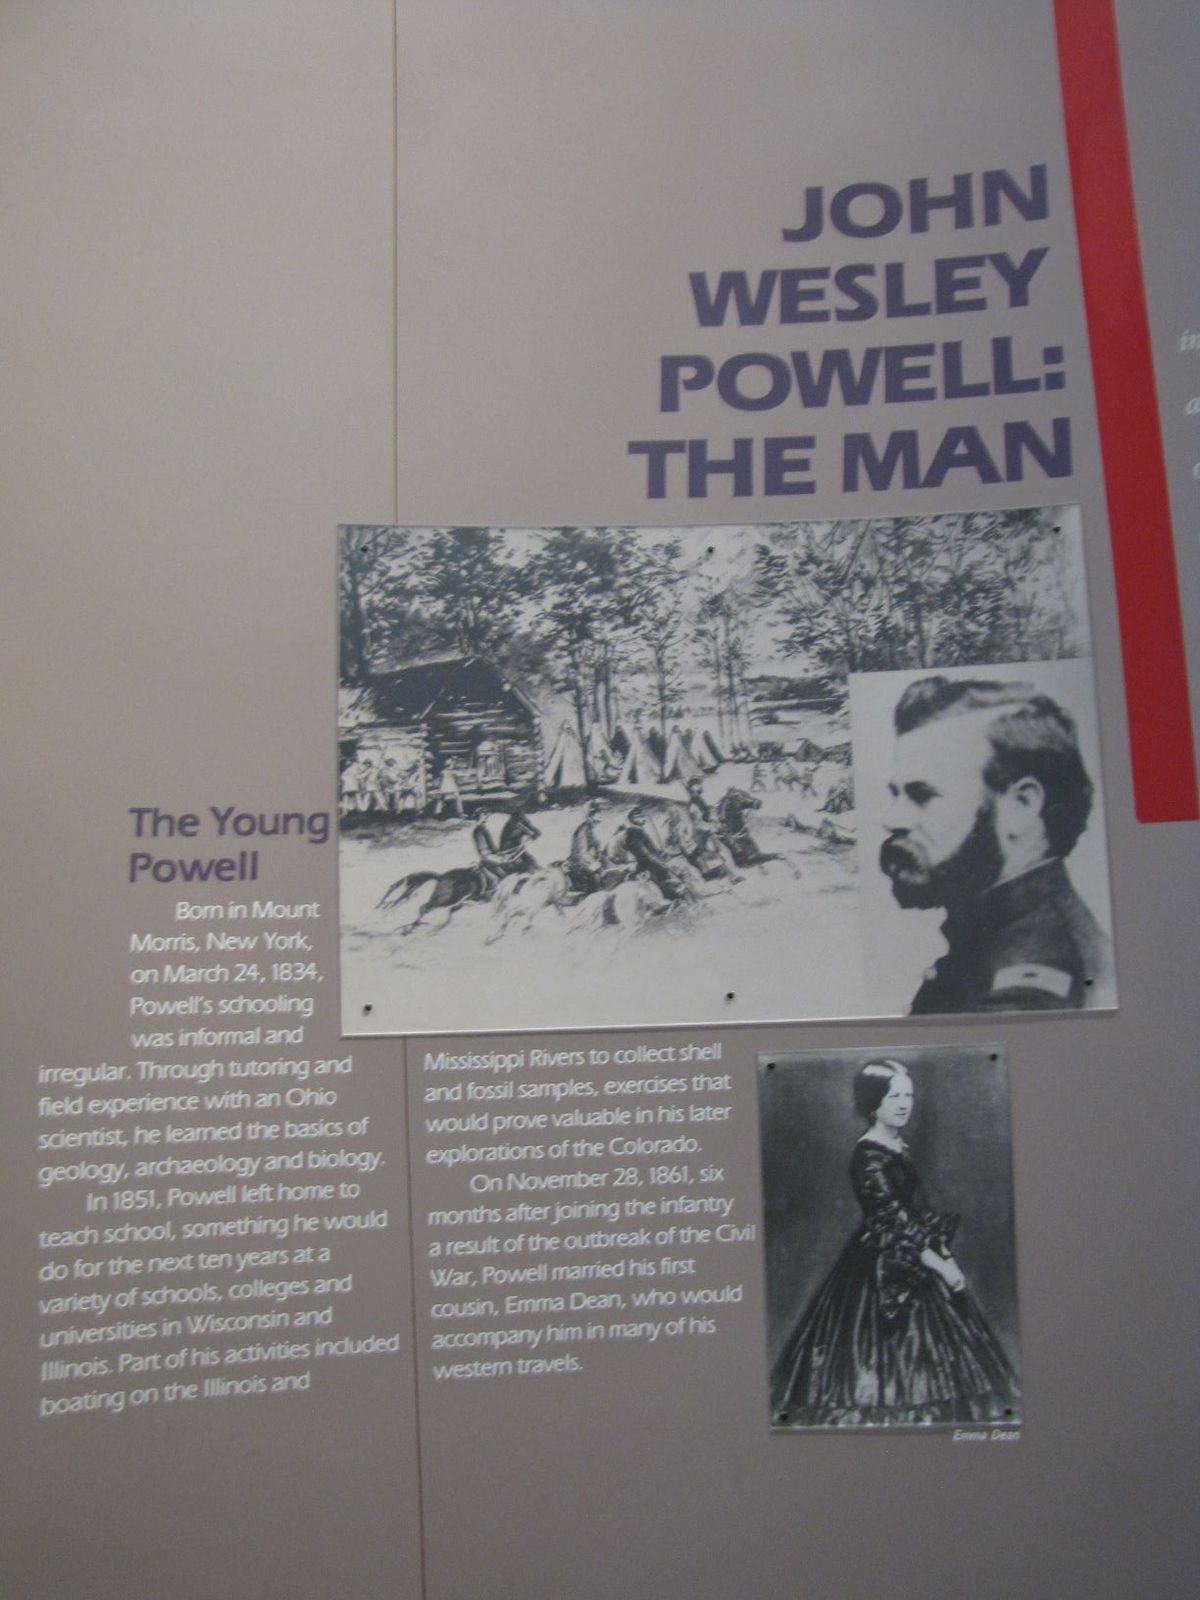 JOHN
WESLEY
POWELL:
THE MAN
The Young
Powell
Born in Mount
Morris, New York,
on March 24, 1834,
Powell's schooling
was informal and
irregular. Through tutoring and
field experience with an Ohio
scientist, he learned the basics of
geology, archaeology and biology.
In 1851, Powell left home to
teach school, something he would
do for the next ten years at a
variety of schools, colleges and
universities in Wisconsin and
Illinois. Part of his activities included
boating on the Illinois and
Mississippi Rivers to collect shell
and fossil samples, exercises that
would prove valuable in his later
explorations of the Colorado.
On November 28, 1861, six
months after joining the infantry
a result of the outbreak of the Civil
War, Powell married his first
cousin, Emma Dean, who would
accompany him in many of his
western travels.
Emma Dean